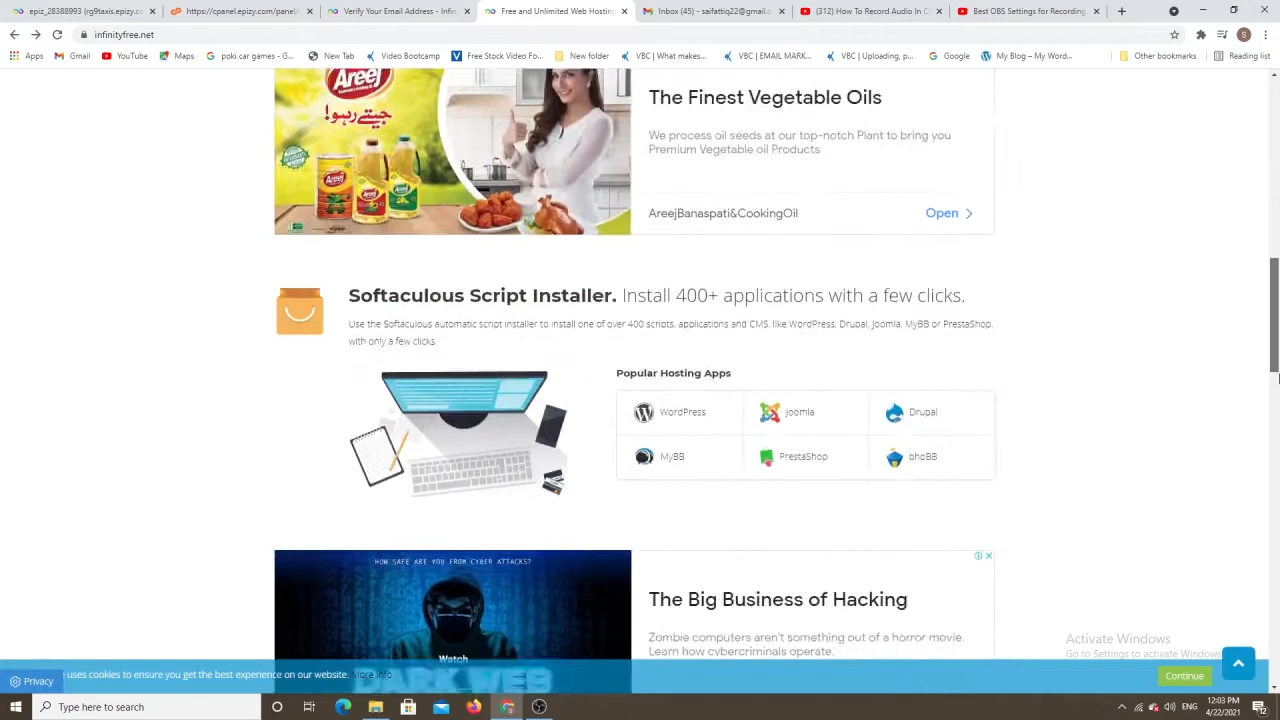 epiz_28388993 (rg9taxis.epizy.co
https://cpanel.epizy.com/panel/
Verify Your Email Address - Infin
Free and Unlimited Web Hosting
Inbox (45) - saifattiq22@gmail.c
(312) How To Record Audio In O
Best OBS Settings for Recording
infinityfree.net
S
Apps
Gmail
YouTube
Maps
poki car games - G...
New Tab
Video Bootcamp
Free Stock Video Fo...
New folder
VBC | What makes...
VBC | EMAIL MARK...
VBC | Uploading, p...
Google
My Blog – My Word...
Other bookmarks
Reading list
Areej
جیتے رہو!
Areej
Areej
Areej
The Finest Vegetable Oils
We process oil seeds at our top-notch Plant to bring you
Premium Vegetable oil Products
AreejBanaspati&CookingOil
Open
Softaculous Script Installer. Install 400+ applications with a few clicks.
Use the Softaculous automatic script installer to install one of over 400 scripts, applications and CMS, like WordPress, Drupal, Joomla, MyBB or PrestaShop,
with only a few clicks
Popular Hosting Apps
WordPress
Joomla
Drupal
MyBB
PrestaShop
phpBB
HOW SAFE ARE YOU FROM CYBER ATTACKS?
Watch
The Big Business of Hacking
Zombie computers aren't something out of a horror movie.
Learn how cybercriminals operate.
Activate Windows
Go to Settings to activate Windows.
uses cookies to ensure you get the best experience on our website. More info
Continue
Privacy
Type here to search
12:03 PM
4/22/2021